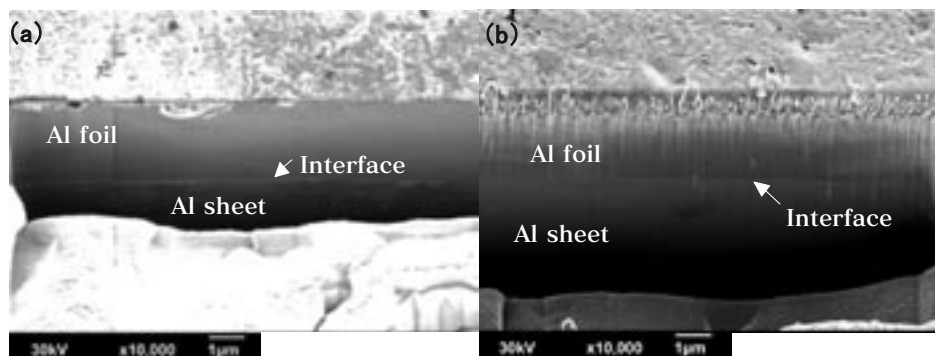 (a)
Al foil
Interface
Al sheet
30kV x10,000 1μm
(b)
Al foil
Interface
Al sheet
30kV x10,000 1μm